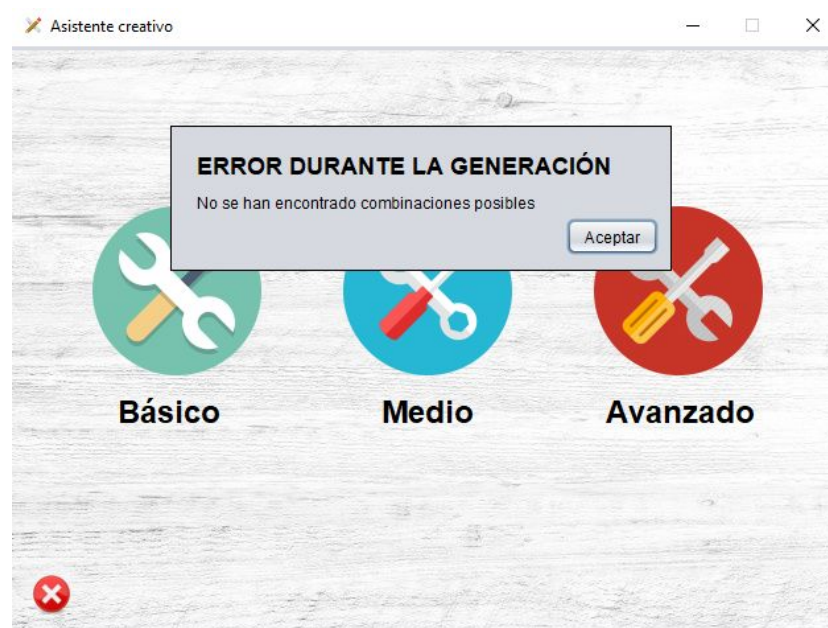 Asistente creativo
ERROR DURANTE LA GENERACIÓN
No se han encontrado combinaciones posibles
Aceptar
Básico
Medio
Avanzado